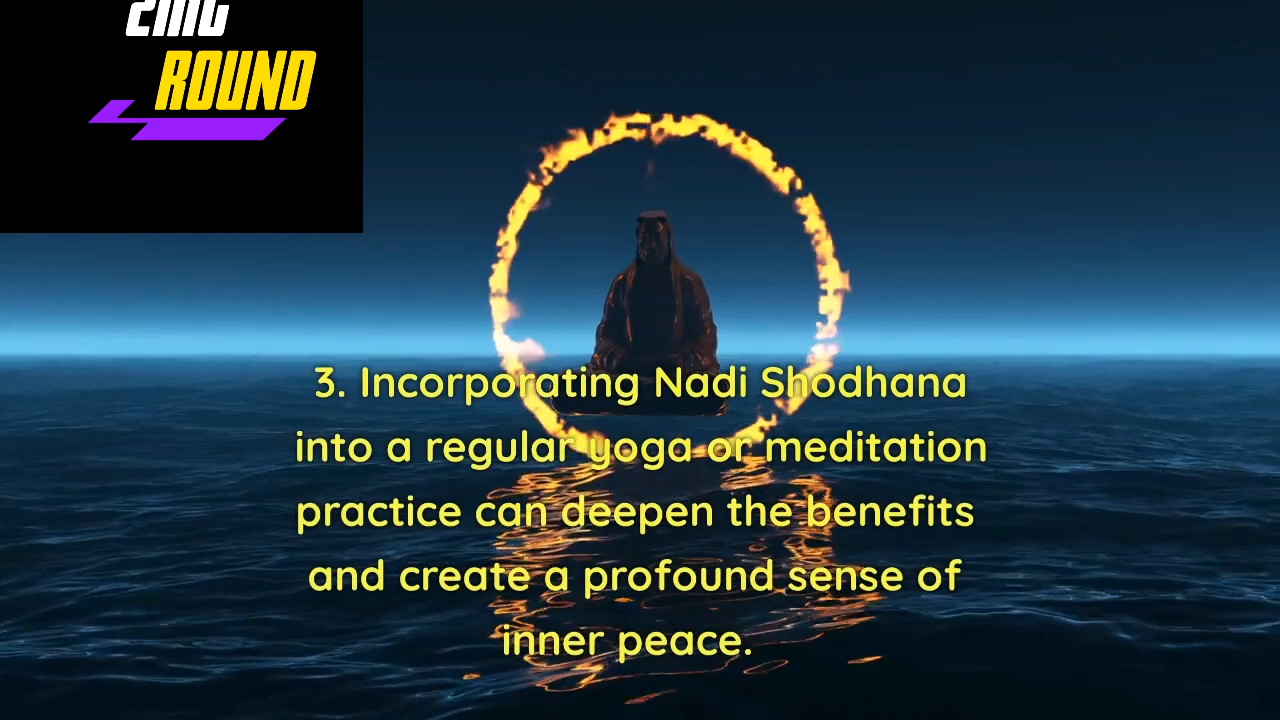 ROUND
3. Incorporating Nadi Shodhana
into a regular yoga or meditation
practice can deepen the benefits
and create a profound sense of
inner peace.